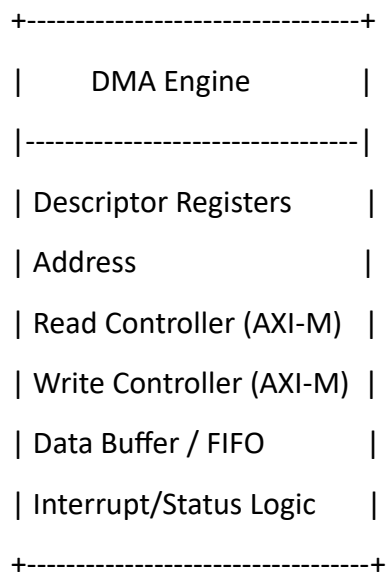 +----------------------------------+
|        DMA Engine             |
|----------------------------------|
| Descriptor Registers        |
| Address                        |
| Read Controller (AXI-M)   |
| Write Controller (AXI-M)  |
| Data Buffer / FIFO           |
| Interrupt/Status Logic      |
+-----------------------------------+